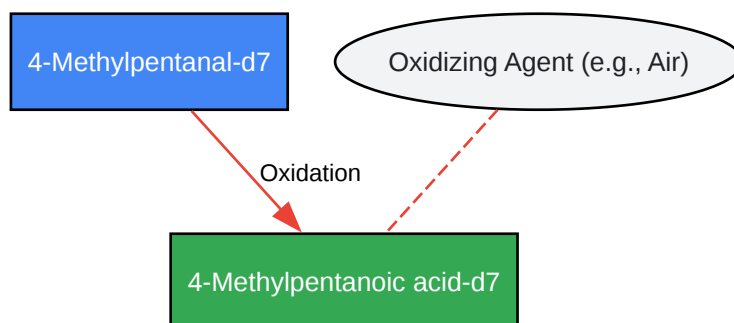 4-Methylpentanal-d7
Oxidizing Agent (e.g., Air)
Oxidation
4-Methylpentanoic acid-d7